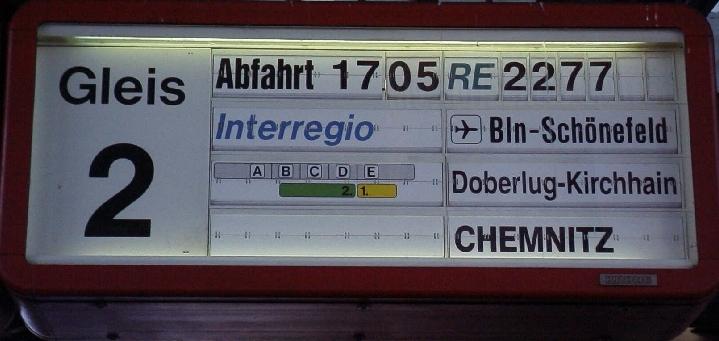 Gleis
2
Abfahrt 17.05 RE 2277
Interregio
Bln-Schönefeld
A B C D E
2. 1.
Doberlug-Kirchhain
CHEMNITZ